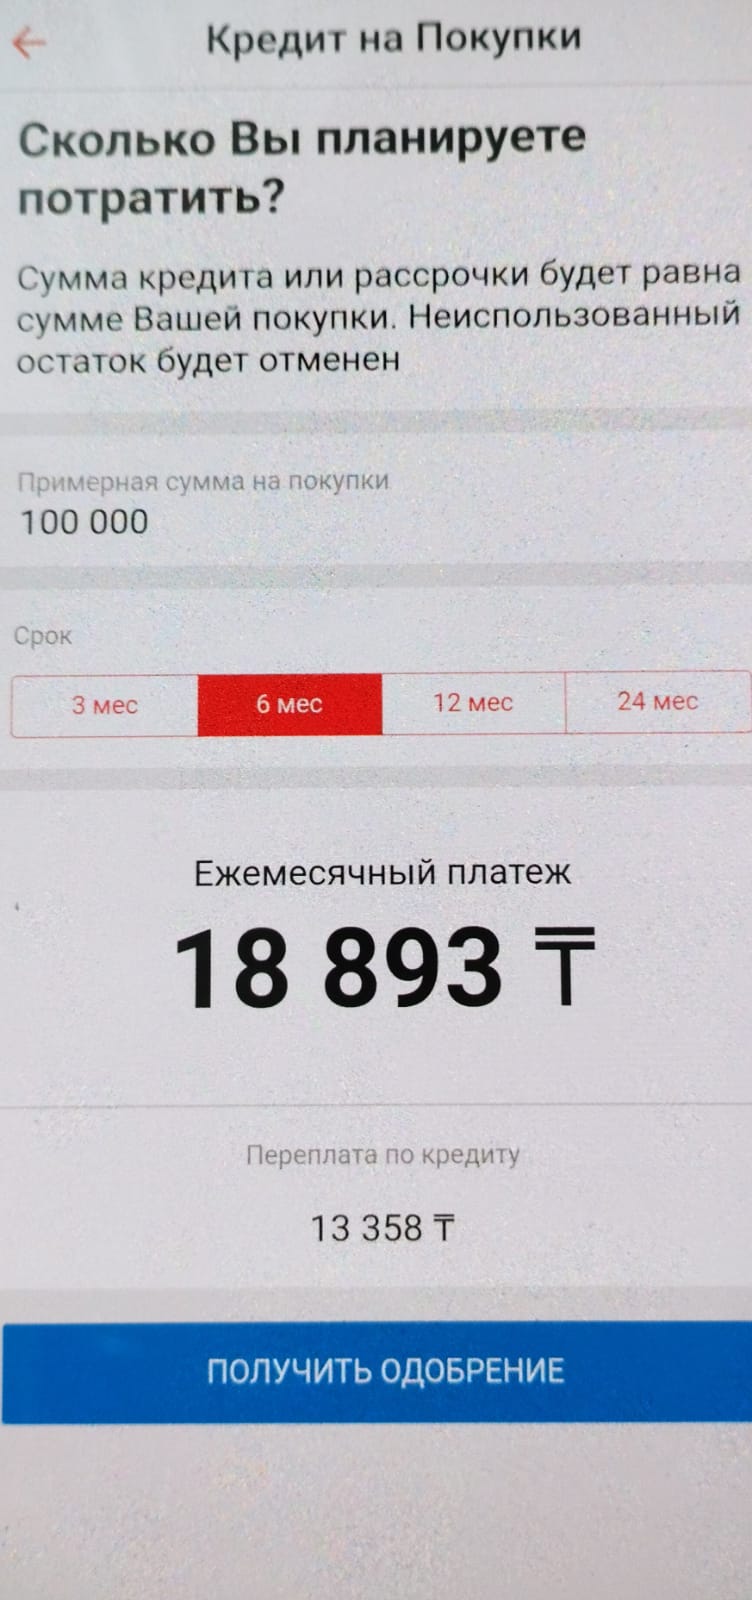 Кредит на Покупки
Сколько Вы планируете
потратить?
Сумма кредита или рассрочки будет равна
сумме Вашей покупки. Неиспользованный
остаток будет отменен
Примерная сумма на покупки
100 000
Срок
3 мес 6 мес 12 мес 24 мес
Ежемесячный платеж
18 893 ₸
Переплата по кредиту
13 358 ₸
ПОЛУЧИТЬ ОДОБРЕНИЕ